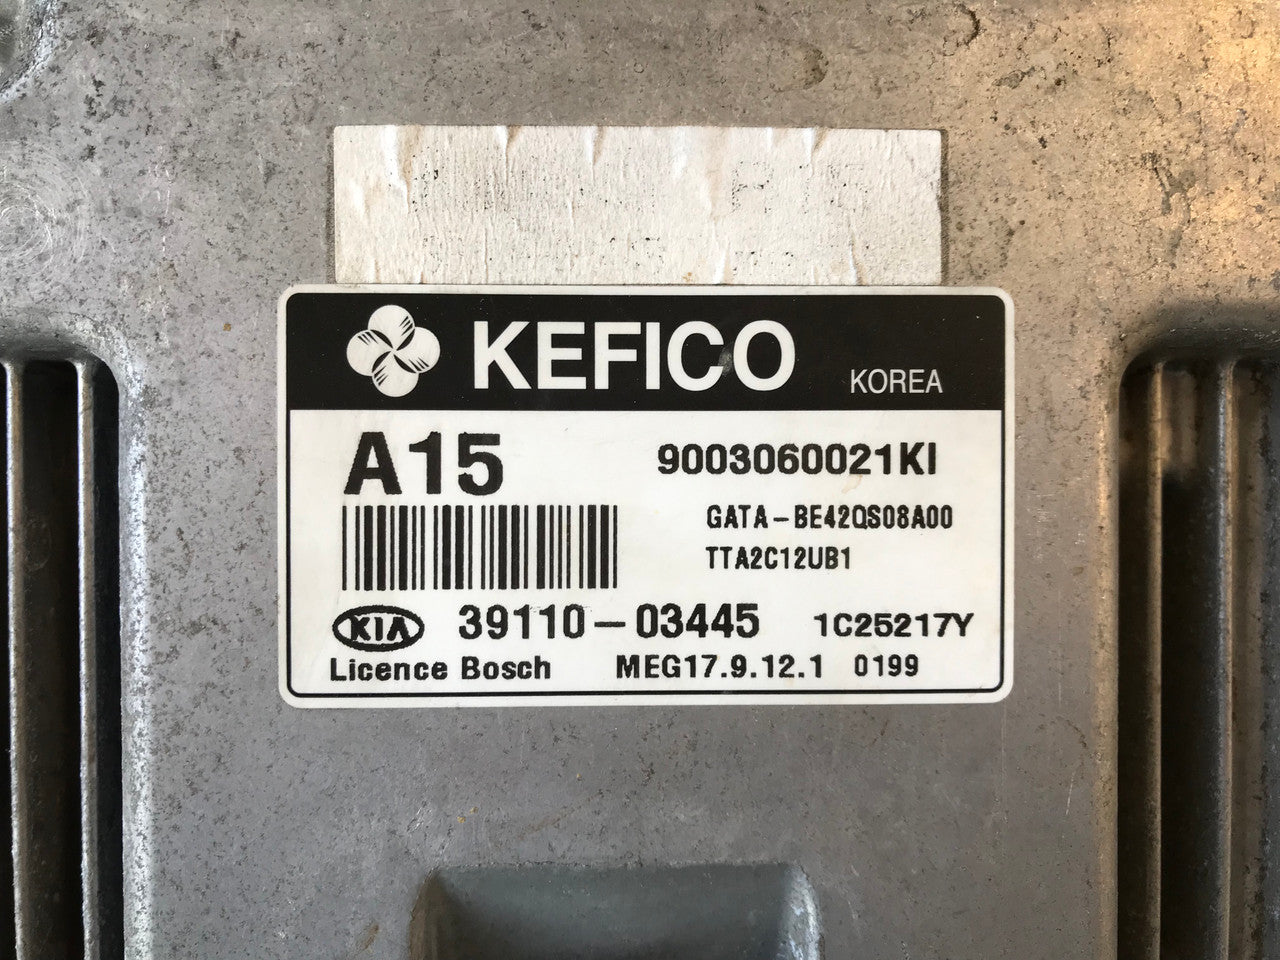 KEFICO KOREA
A15 9003060021KI
GATA-BE42QS08A00
TTA2C12UB1
KIA 39110-03445 1C25217Y
Licence Bosch MEG17.9.12.1 0199